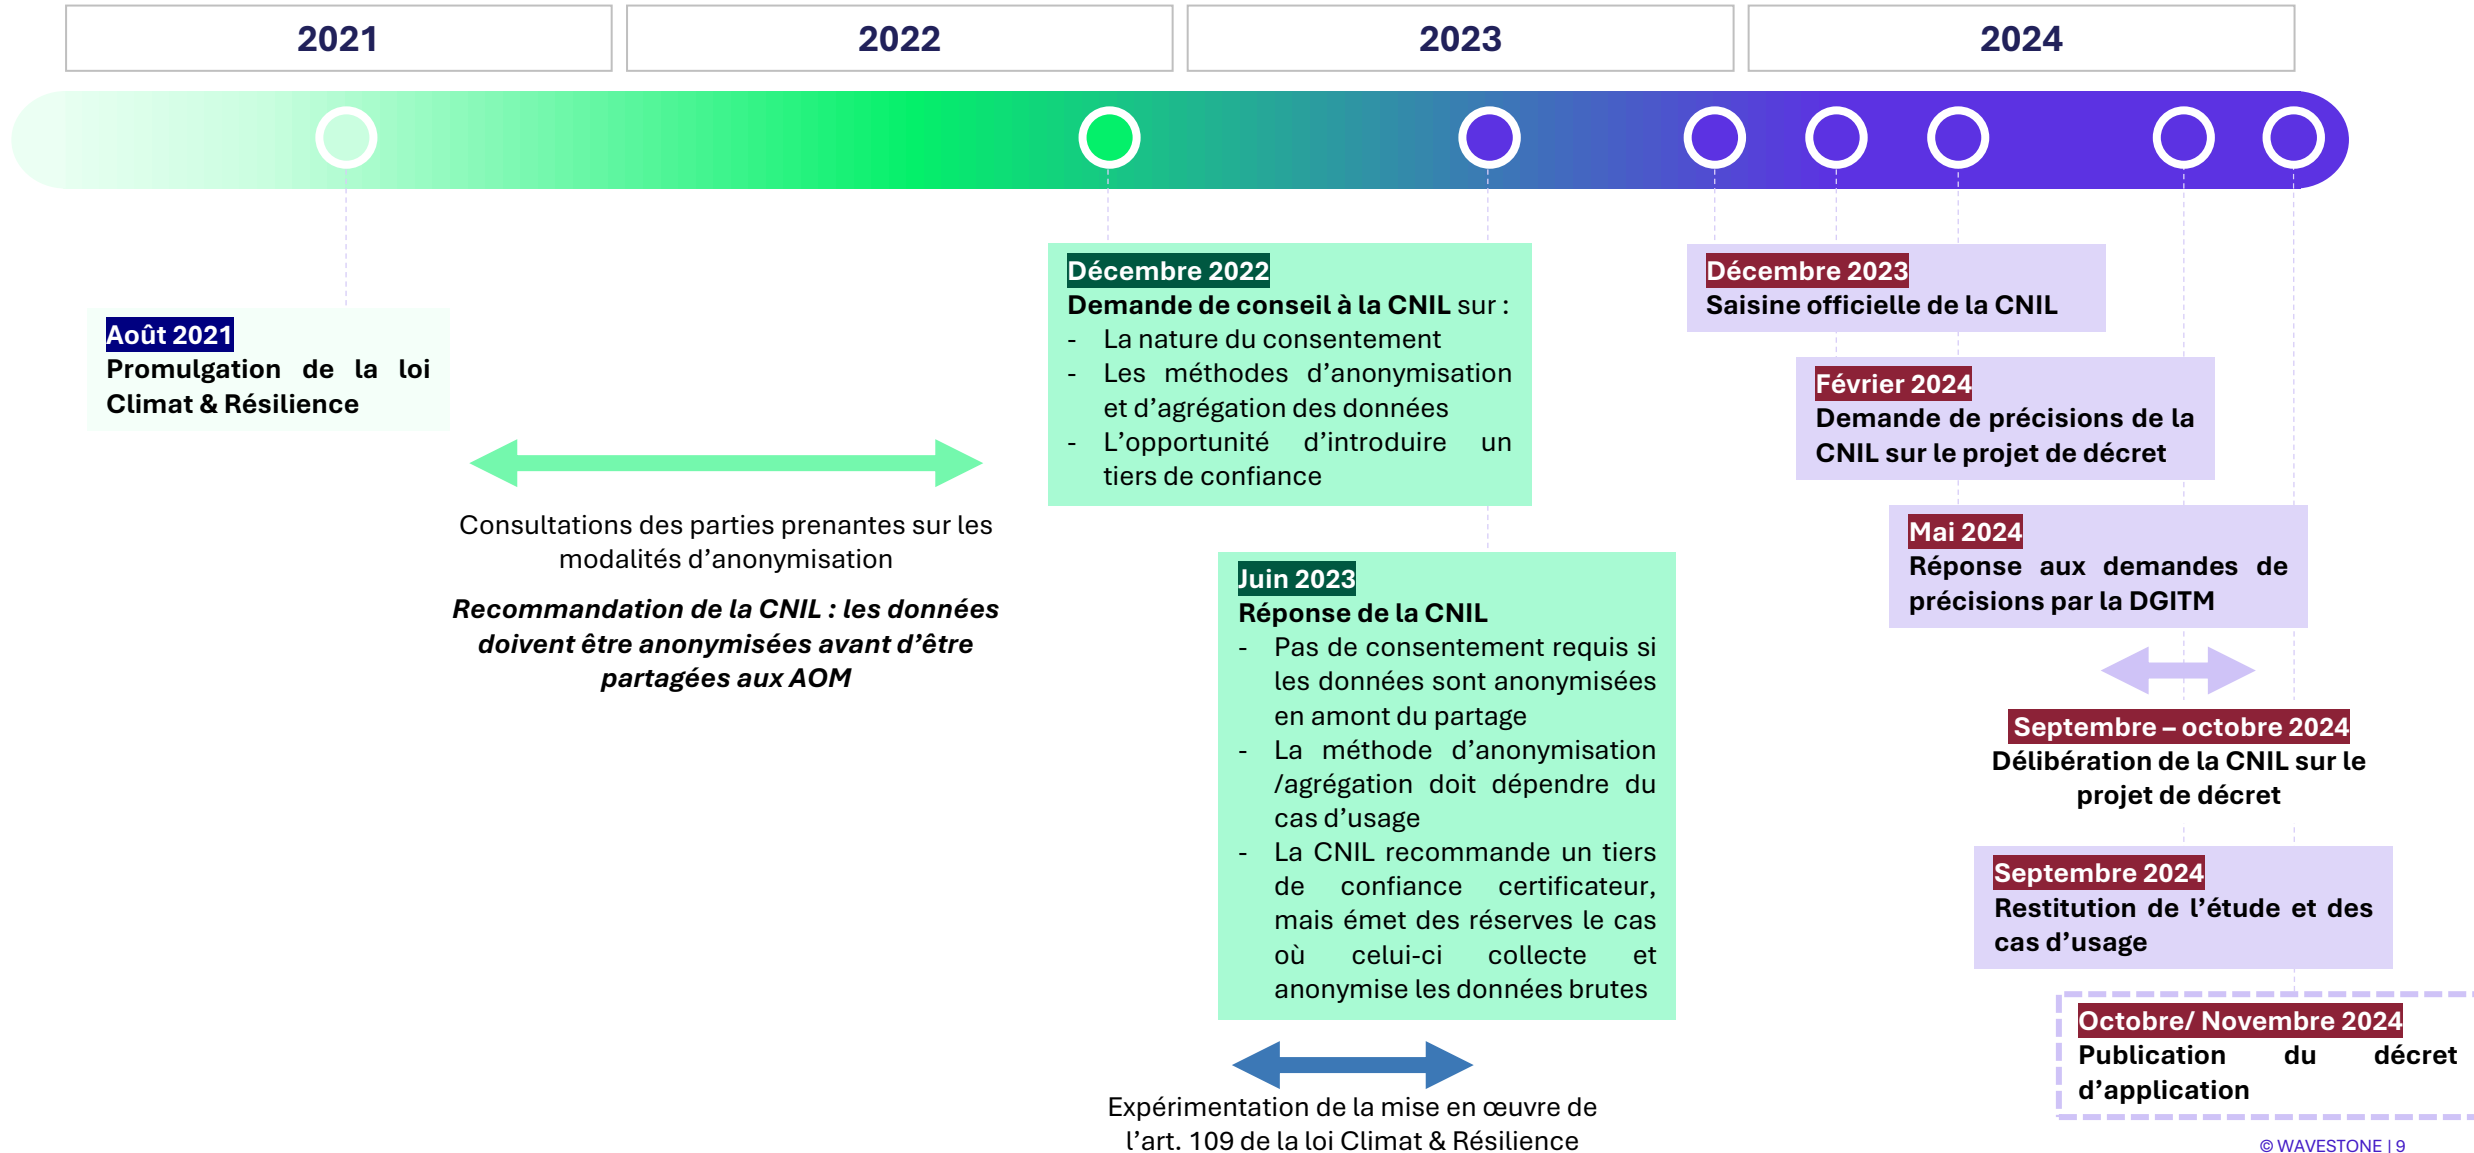 2021
2022
2023
2024
Août 2021
Promulgation de la loi
Climat & Résilience
Consultations des parties prenantes sur les
modalités d’anonymisation
Recommandation de la CNIL : les données
doivent être anonymisées avant d’être
partagées aux AOM
Décembre 2022
Demande de conseil à la CNIL sur :
- La nature du consentement
- Les méthodes d’anonymisation
et d’agrégation des données
- L’opportunité d’introduire un
tiers de confiance
Juin 2023
Réponse de la CNIL
- Pas de consentement requis si
les données sont anonymisées
en amont du partage
- La méthode d’anonymisation
/agrégation doit dépendre du
cas d’usage
- La CNIL recommande un tiers
de confiance certificateur,
mais émet des réserves le cas
où celui-ci collecte et
anonymise les données brutes
Expérimentation de la mise en œuvre de
l’art. 109 de la loi Climat & Résilience
Décembre 2023
Saisine officielle de la CNIL
Février 2024
Demande de précisions de la
CNIL sur le projet de décret
Mai 2024
Réponse aux demandes de
précisions par la DGITM
Septembre – octobre 2024
Délibération de la CNIL sur le
projet de décret
Septembre 2024
Restitution de l’étude et des
cas d’usage
Octobre/ Novembre 2024
Publication du décret
d’application
© WAVESTONE | 9